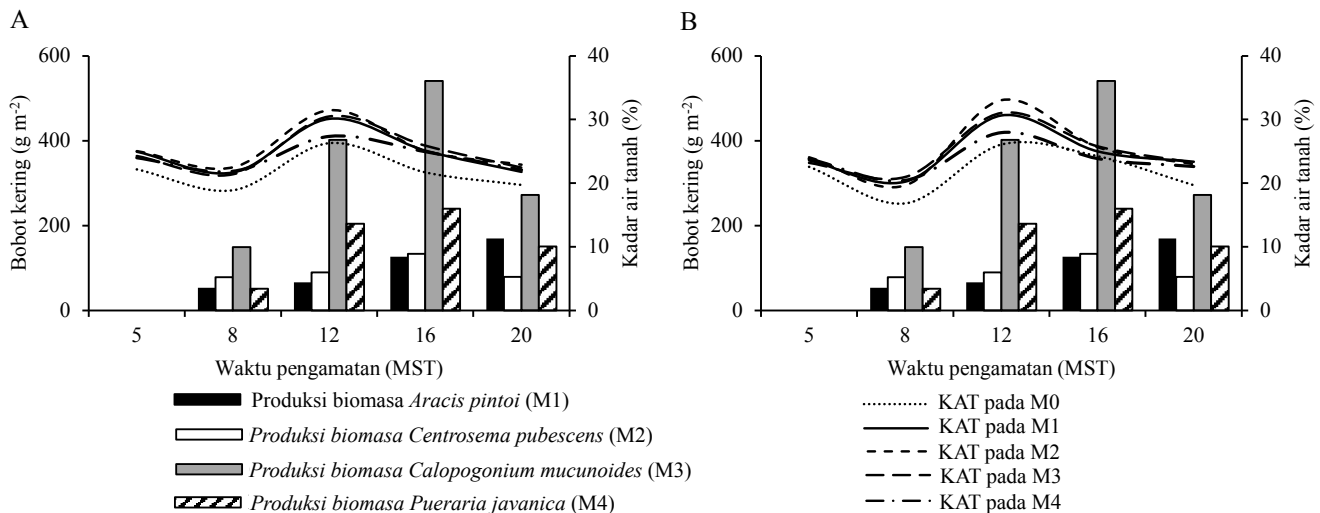 A
B
600
400
200
0
Bobot kering (g m-2)
40
30
20
10
0
Kadar air tanah (%)
5 8 12 16 20
Waktu pengamatan (MST)
600
400
200
0
Bobot kering (g m-2)
40
30
20
10
0
Kadar air tanah (%)
5 8 12 16 20
Waktu pengamatan (MST)
Produksi biomasa Aracis pintoi (M1)
Produksi biomasa Centrosema pubescens (M2)
Produksi biomasa Calopogonium mucunoides (M3)
Produksi biomasa Pueraria javanica (M4)
KAT pada M0
KAT pada M1
KAT pada M2
KAT pada M3
KAT pada M4